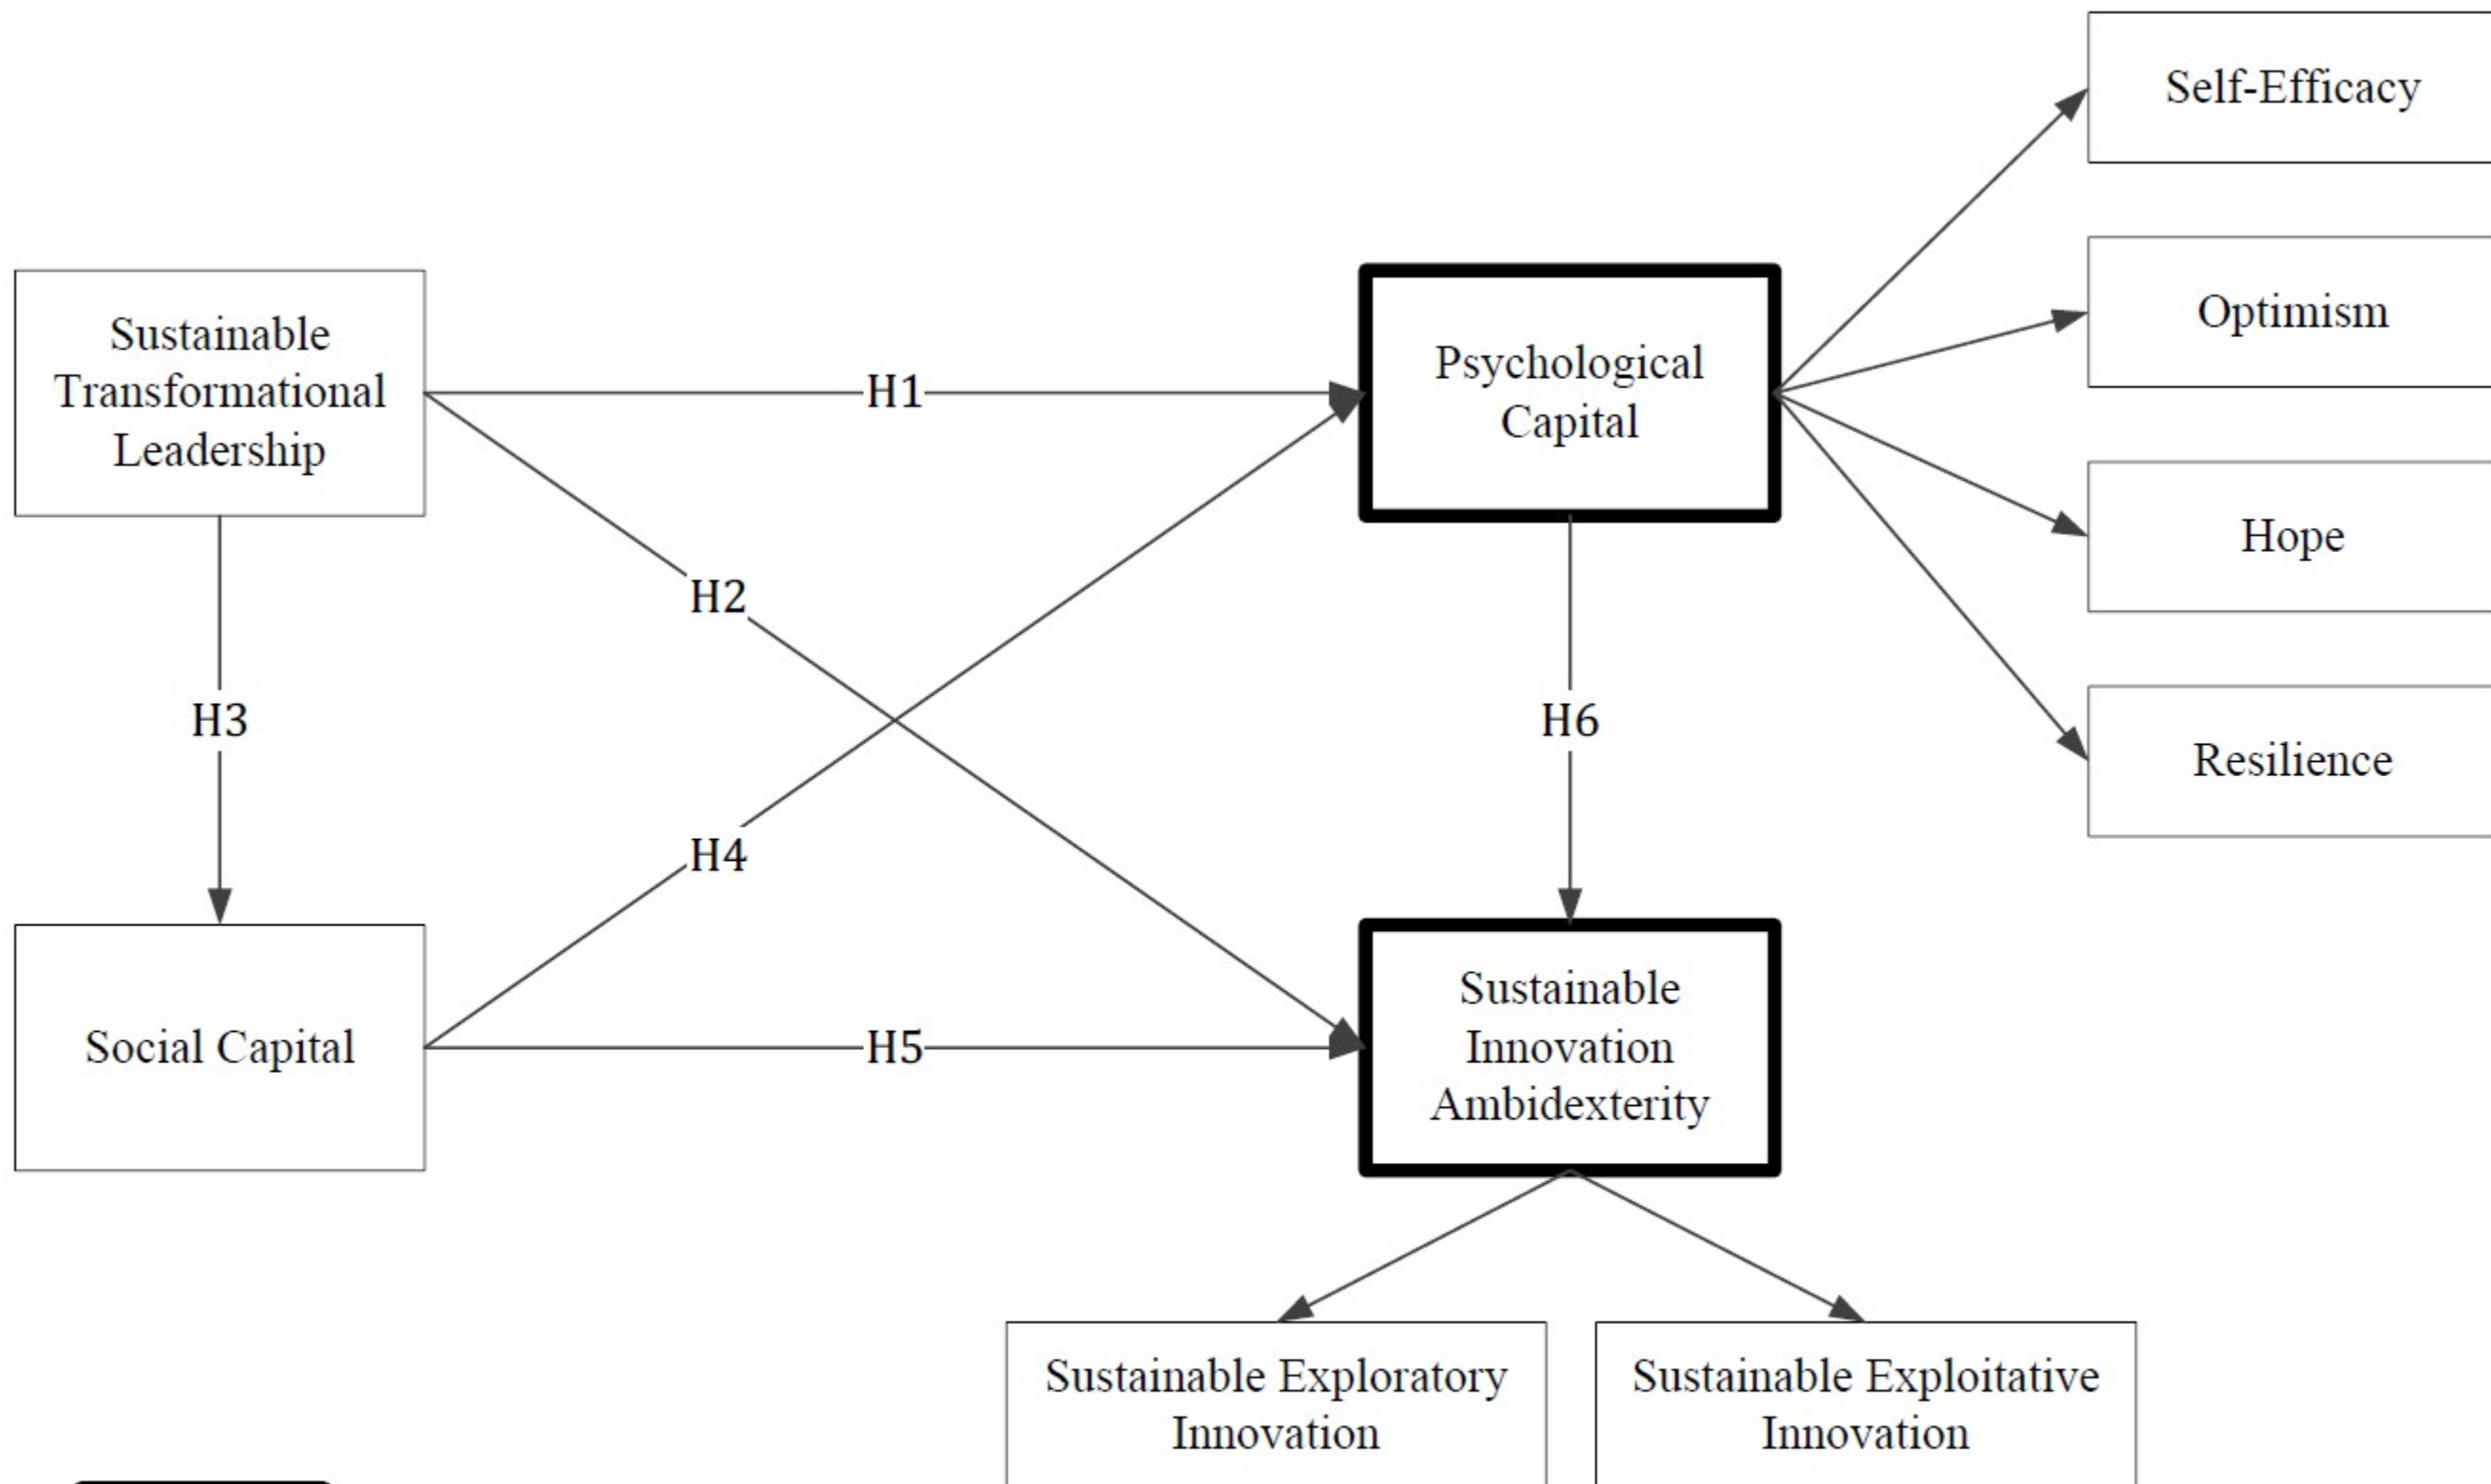 Self-Efficacy
Optimism
Hope
Resilience
Sustainable
Transformational
Leadership
H1
Psychological
Capital
H2
H3
H4
H6
Social Capital
H5
Sustainable
Innovation
Ambidexterity
Sustainable Exploratory
Innovation
Sustainable Exploitative
Innovation